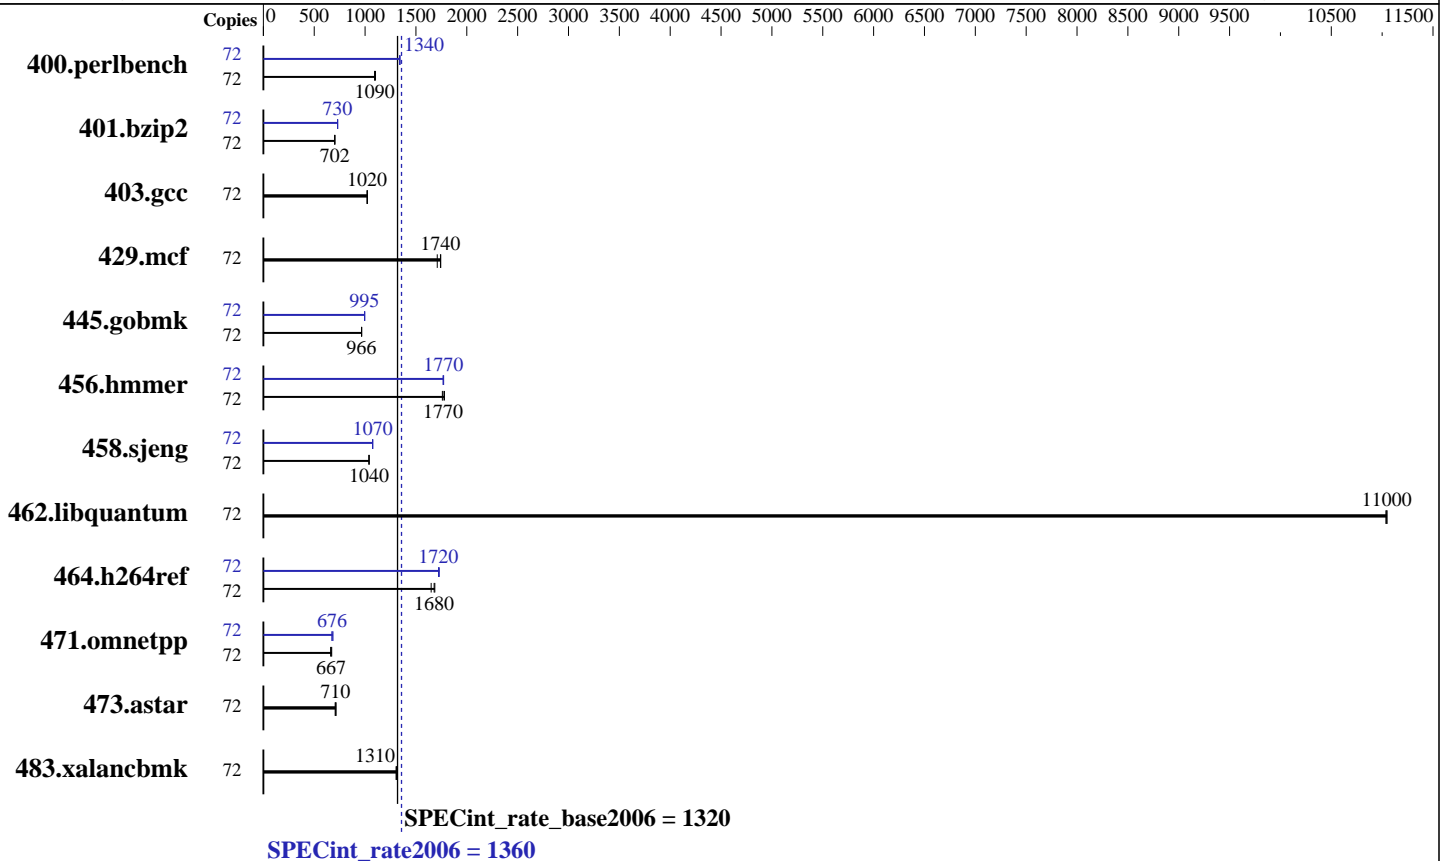 Copies 0 500 1000 1500 2000 2500 3000 3500 4000 4500 5000 5500 6000 6500 7000 7500 8000 8500 9000 9500 10500 11500
400.perlbench 72 1340
72 1090
401.bzip2 72 730
72 702
403.gcc 72 1020
429.mcf 72 1740
445.gobmk 72 995
72 966
456.hmmer 72 1770
72 1770
458.sjeng 72 1070
72 1040
462.libquantum 72 11000
464.h264ref 72 1720
72 1680
471.omnetpp 72 676
72 667
473.astar 72 710
483.xalancbmk 72 1310
SPECint_rate_base2006 = 1320
SPECint_rate2006 = 1360